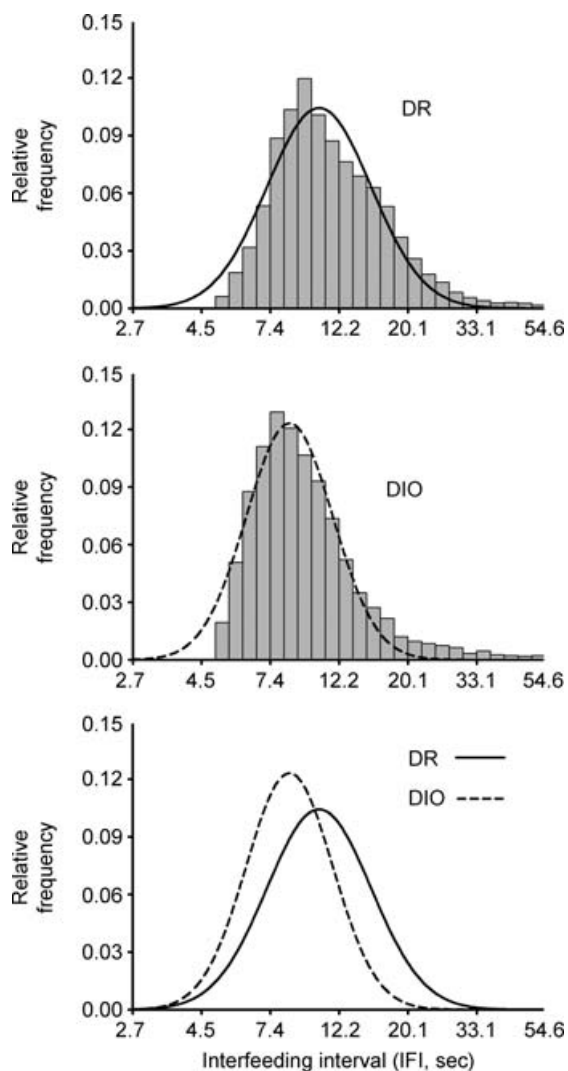 0.15
0.12
0.09
0.06
0.03
0.00
Relative
frequency
DR
2.7 4.5 7.4 12.2 20.1 33.1 54.6
0.15
0.12
0.09
0.06
0.03
0.00
Relative
frequency
DIO
2.7 4.5 7.4 12.2 20.1 33.1 54.6
0.15
0.12
0.09
0.06
0.03
0.00
Relative
frequency
DR
DIO
2.7 4.5 7.4 12.2 20.1 33.1 54.6
Interfeeding interval (IFI, sec)